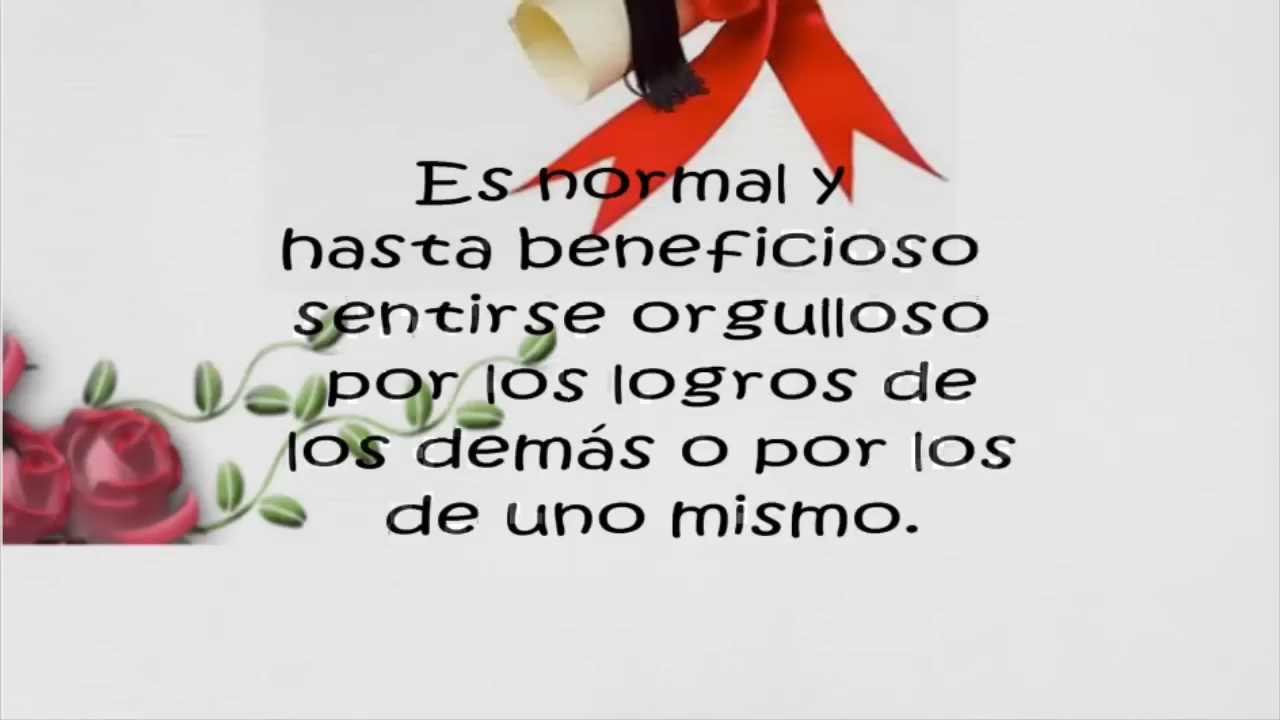 Es normal y
hasta beneficioso
sentirse orgulloso
por los logros de
los demás o por los
de uno mismo.